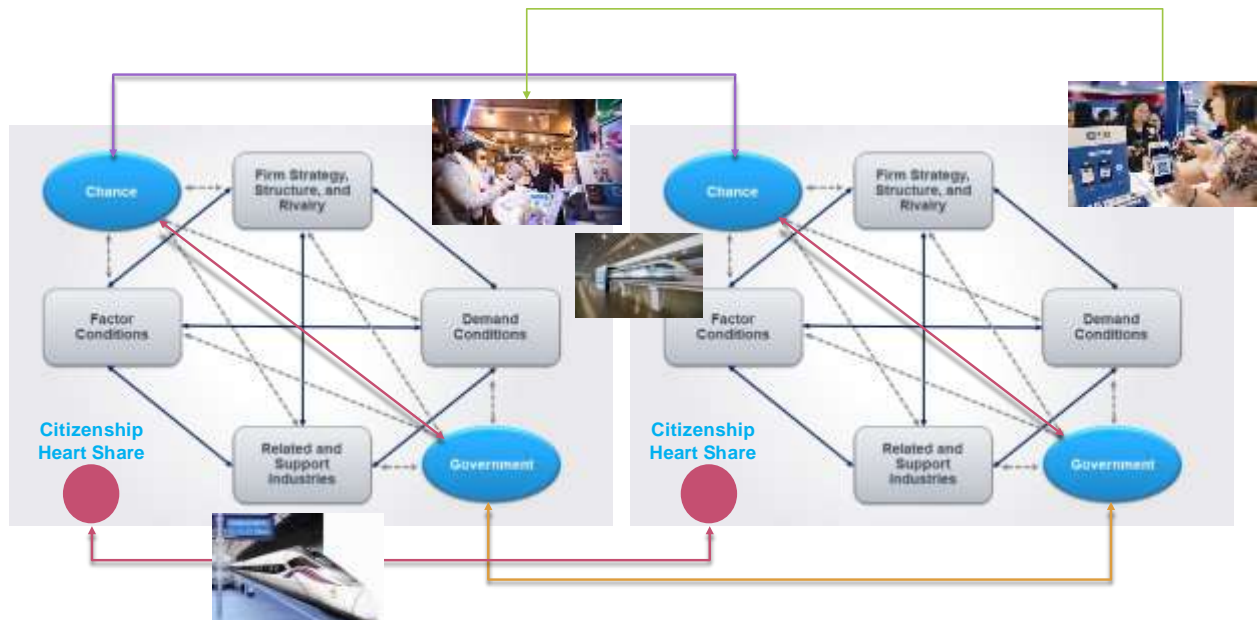 Chance
Firm Strategy,
Structure, and
Rivalry
Factor
Conditions
Demand
Conditions
Citizenship
Heart Share
Related and
Support
Industries
Government
Chance
Firm Strategy,
Structure, and
Rivalry
Factor
Conditions
Demand
Conditions
Citizenship
Heart Share
Related and
Support
Industries
Government